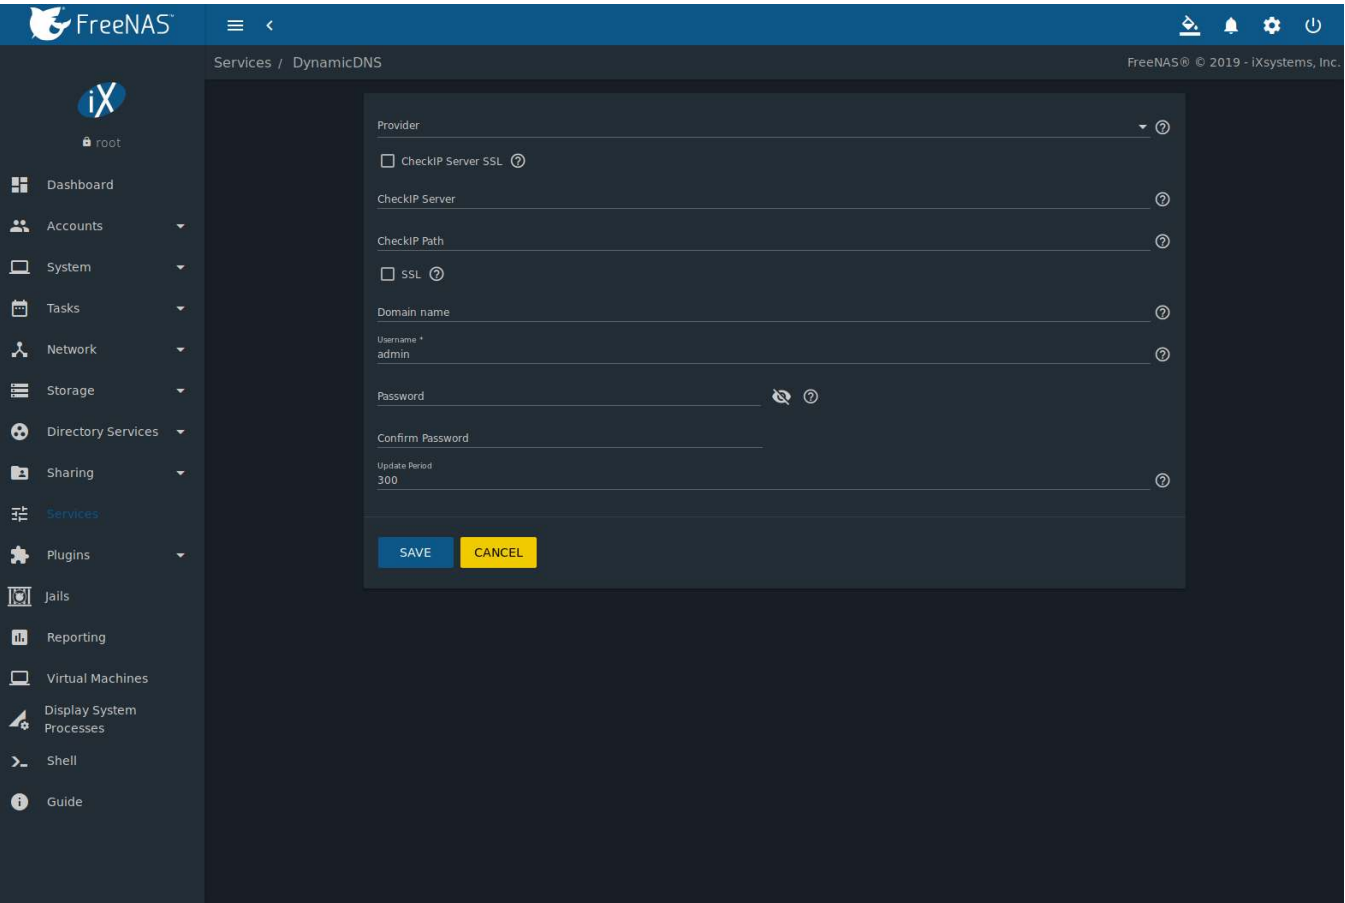 FreeNAS™
Services / DynamicDNS
FreeNAS® © 2019 - iXsystems, Inc.
iX
root
Dashboard
Accounts
System
Tasks
Network
Storage
Directory Services
Sharing
Services
Plugins
Jails
Reporting
Virtual Machines
Display System
Processes
Shell
Guide
Provider
CheckIP Server SSL
CheckIP Server
CheckIP Path
SSL
Domain name
Username *
admin
Password
Confirm Password
Update Period
300
SAVE
CANCEL